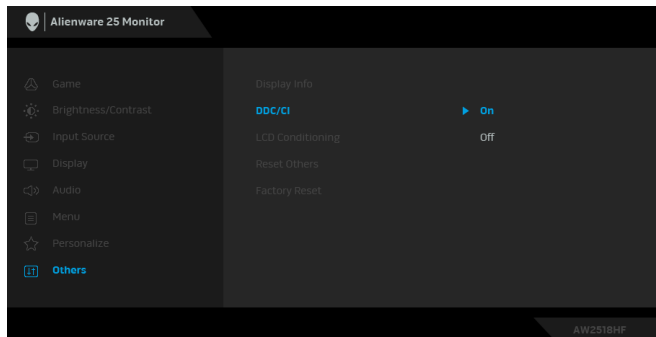 Alienware 25 Monitor
Game
Display Info
Brightness/Contrast
DDC/CI
On
Input Source
LCD Conditioning
Off
Display
Reset Others
Audio
Factory Reset
Menu
Personalize
Others
AW2518HF